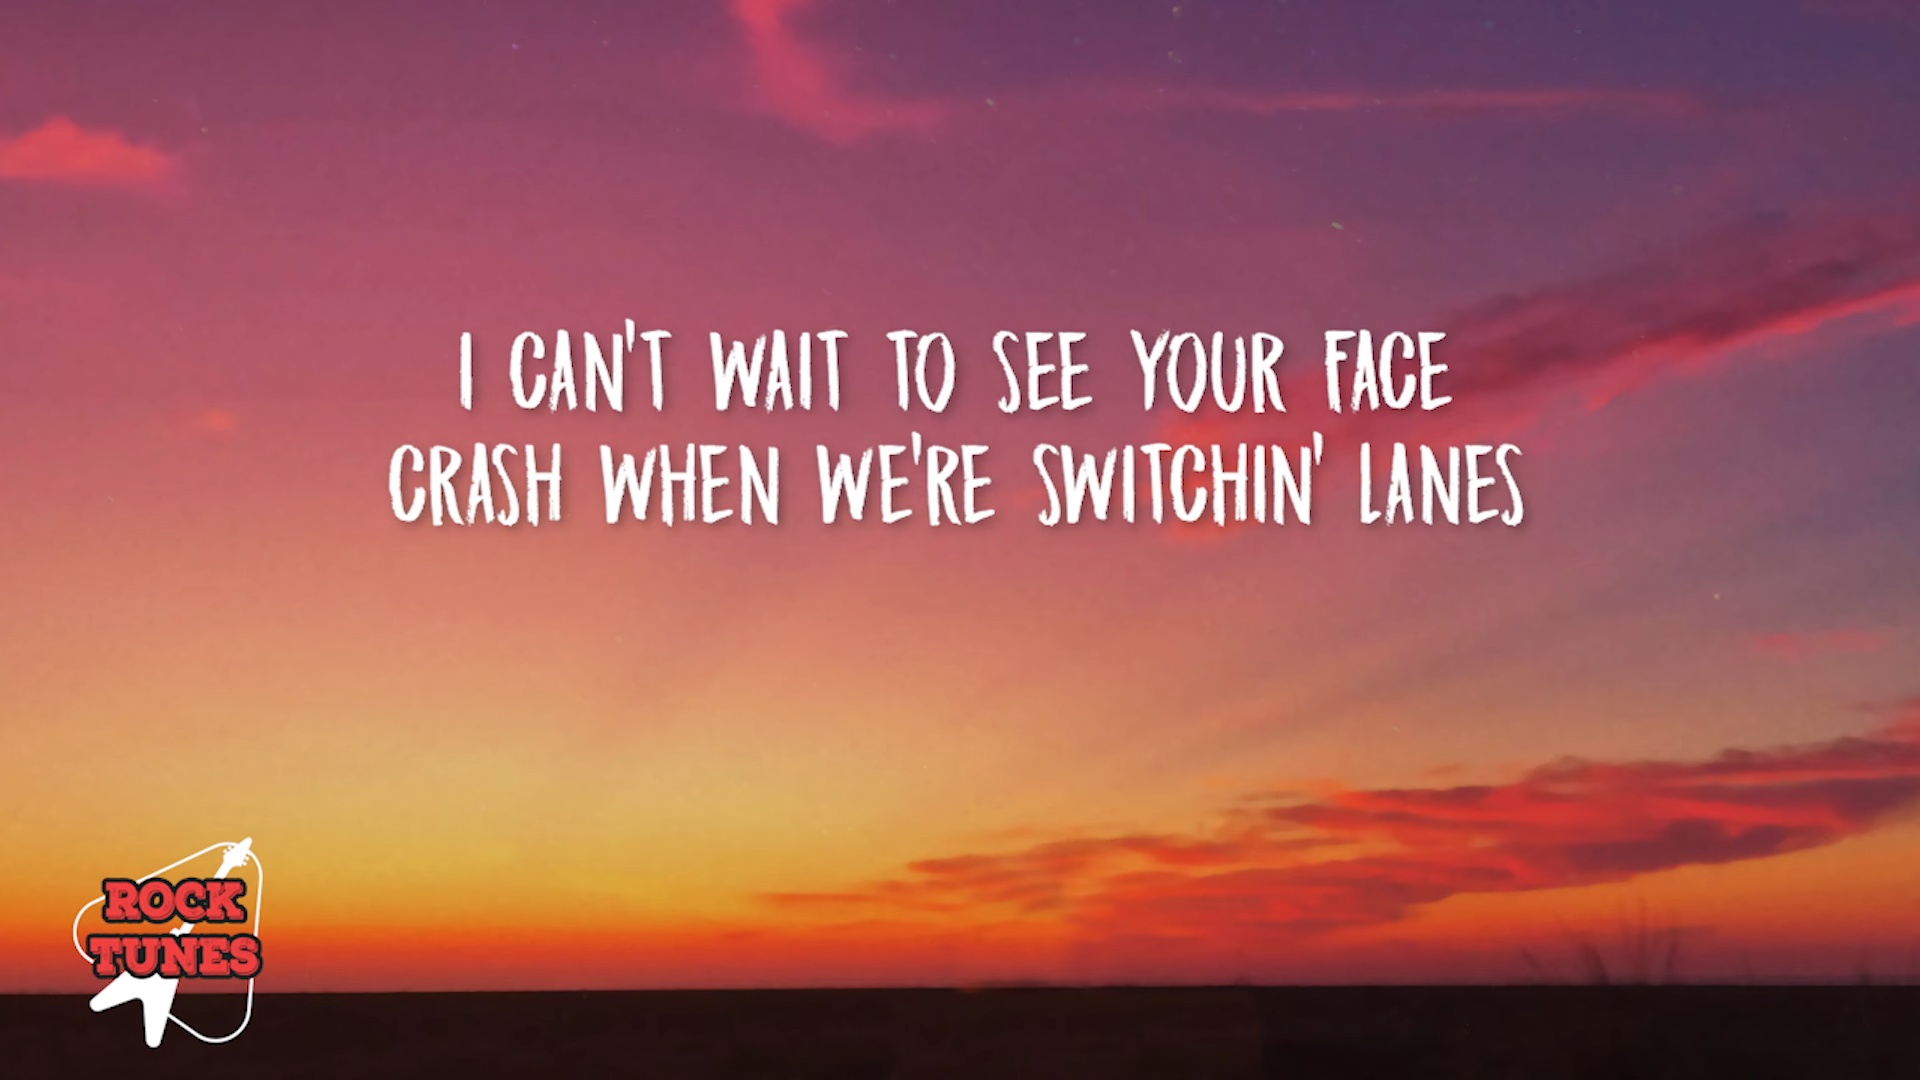 I CAN'T WAIT TO SEE YOUR FACE
CRASH WHEN WE'RE SWITCHIN' LANES
ROCK
TUNES